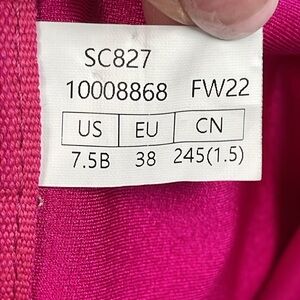 SC827
10008868 FW22
US EU CN
7.5B 38 245(1.5)